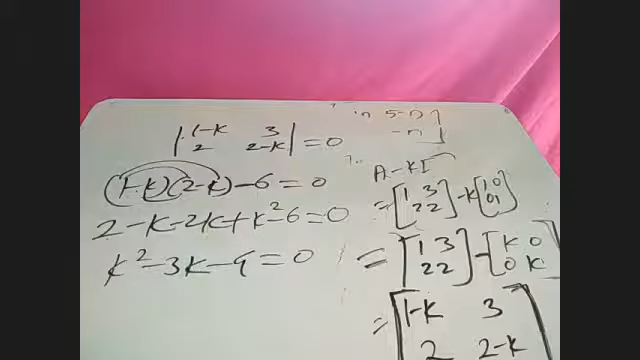 |1-k 3|
|2 2-k| = 0
(1-k)(2-k)-6=0
2-k-2k+k²-6=0
k²-3k-4=0
A-kI
=[1 3
2 2]-k[1 0
0 1]
=[1 3
2 2]-[k 0
0 k]
=[1-k 3
2 2-k]